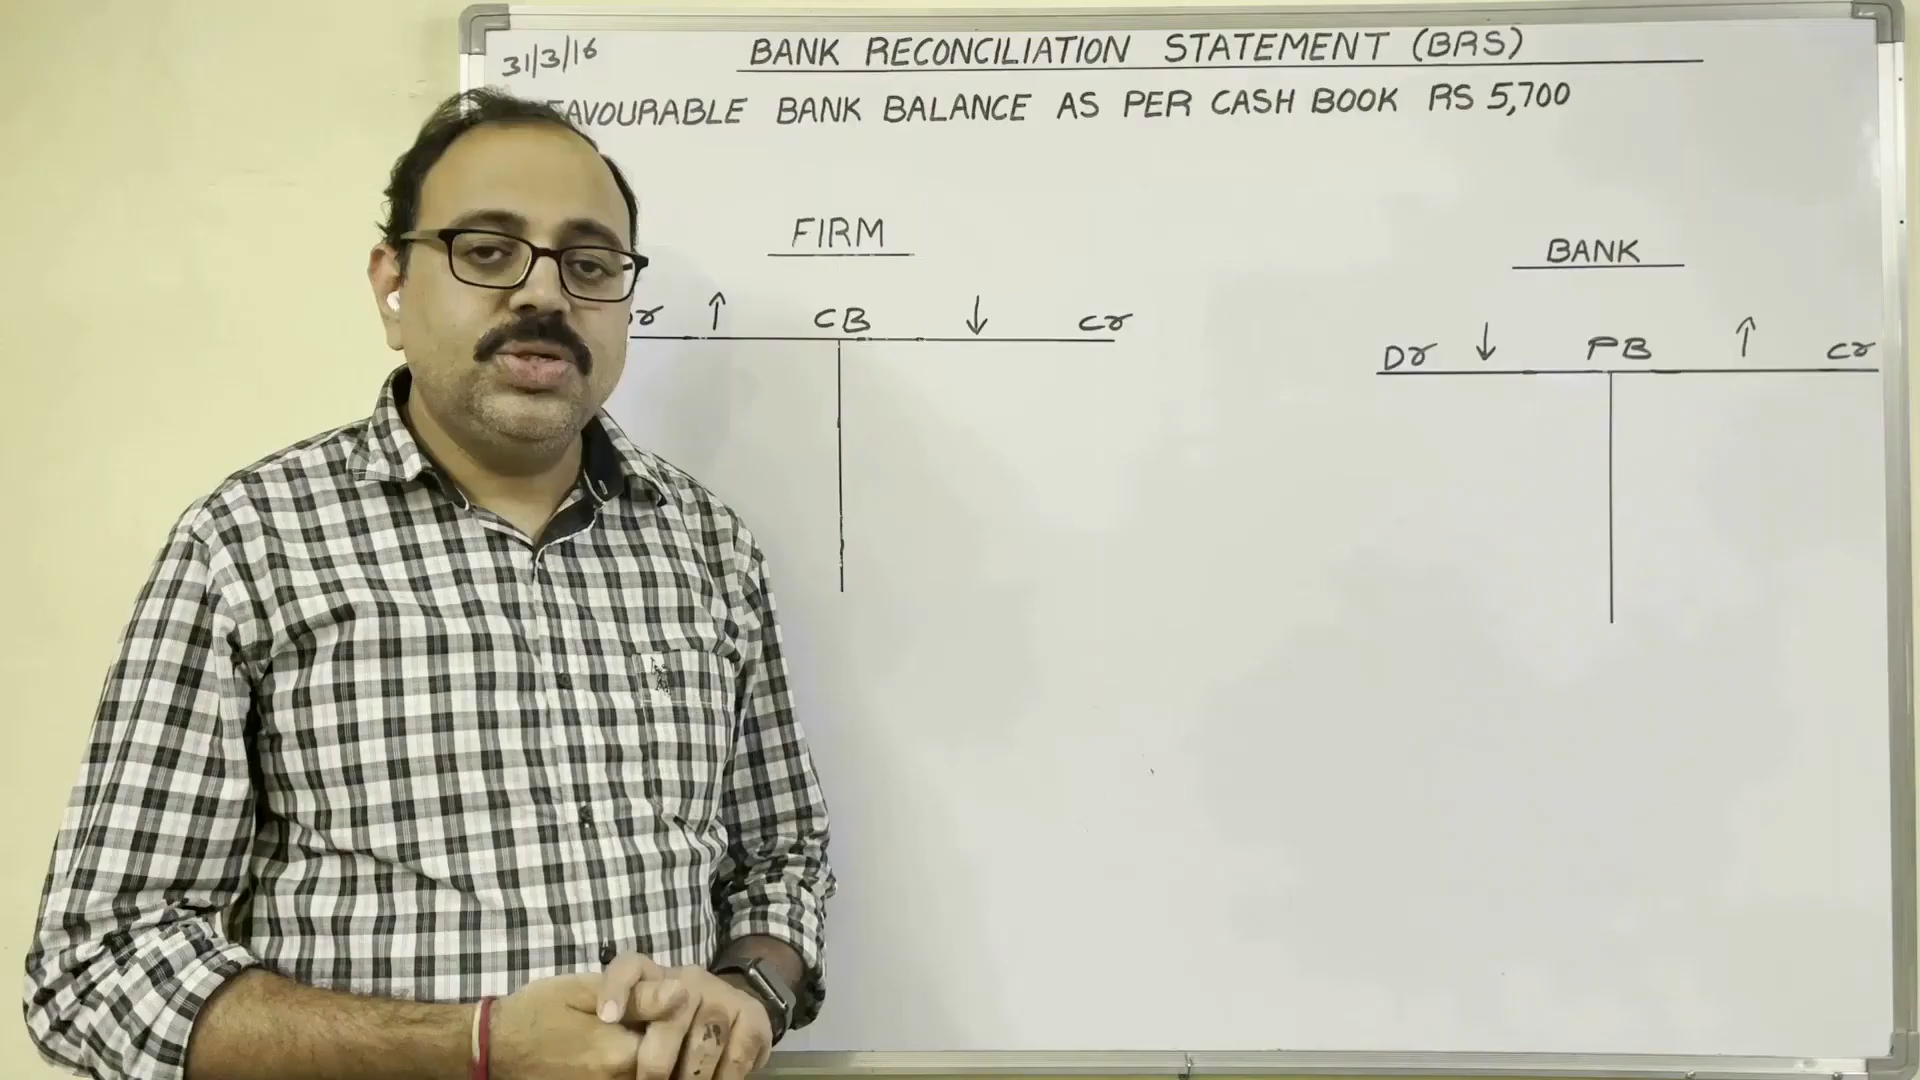 31/3/16
BANK RECONCILIATION STATEMENT (BRS)
BANK BALANCE AS PER CASH BOOK RS 5,700
FIRM
BANK
↑ CB ↓ Cr
Dr ↓ PB ↑ Cr